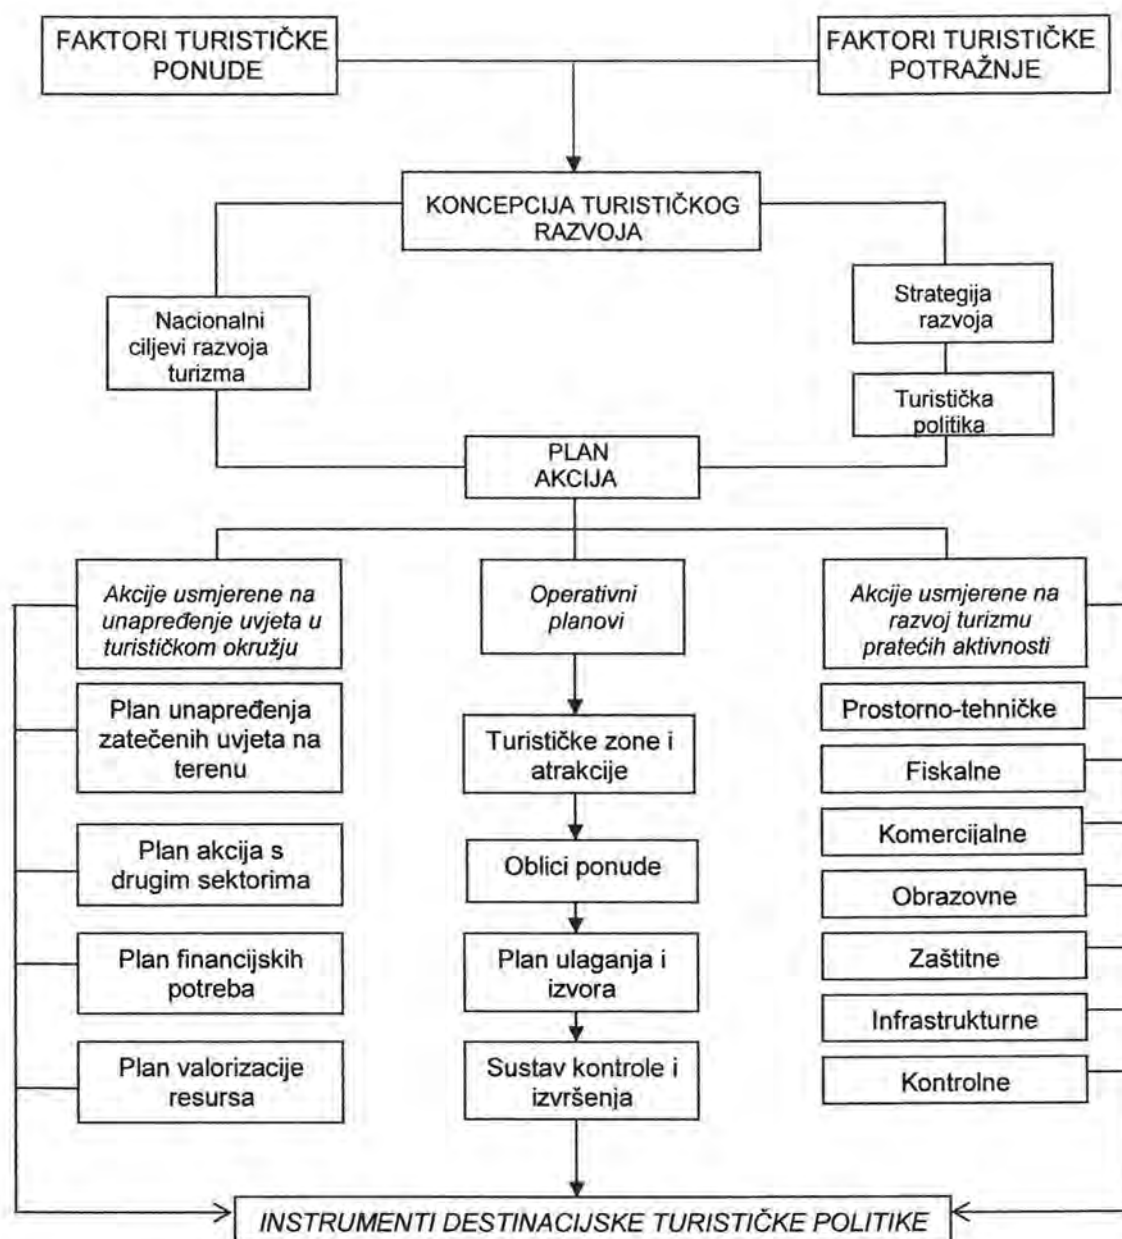 FAKTORI TURISTIČKE
PONUDE
FAKTORI TURISTIČKE
POTRAŽNJE
KONCEPCIJA TURISTIČKOG
RAZVOJA
Nacionalni
ciljevi razvoja
turizma
Strategija
razvoja
Turistička
politika
PLAN
AKCIJA
Akcije usmjerene na
unapređenje uvjeta u
turističkom okružju
Plan unapređenja
zatečenih uvjeta na
terenu
Plan akcija s
drugim sektorima
Plan financijskih
potreba
Plan valorizacije
resursa
Operativni
planovi
Turističke zone i
atrakcije
Oblici ponude
Plan ulaganja i
izvora
Sustav kontrole i
izvršenja
Akcije usmjerene na
razvoj turizmu
pratećih aktivnosti
Prostorno-tehničke
Fiskalne
Komercijalne
Obrazovne
Zaštitne
Infrastrukturne
Kontrolne
INSTRUMENTI DESTINACIJSKE TURISTIČKE POLITIKE